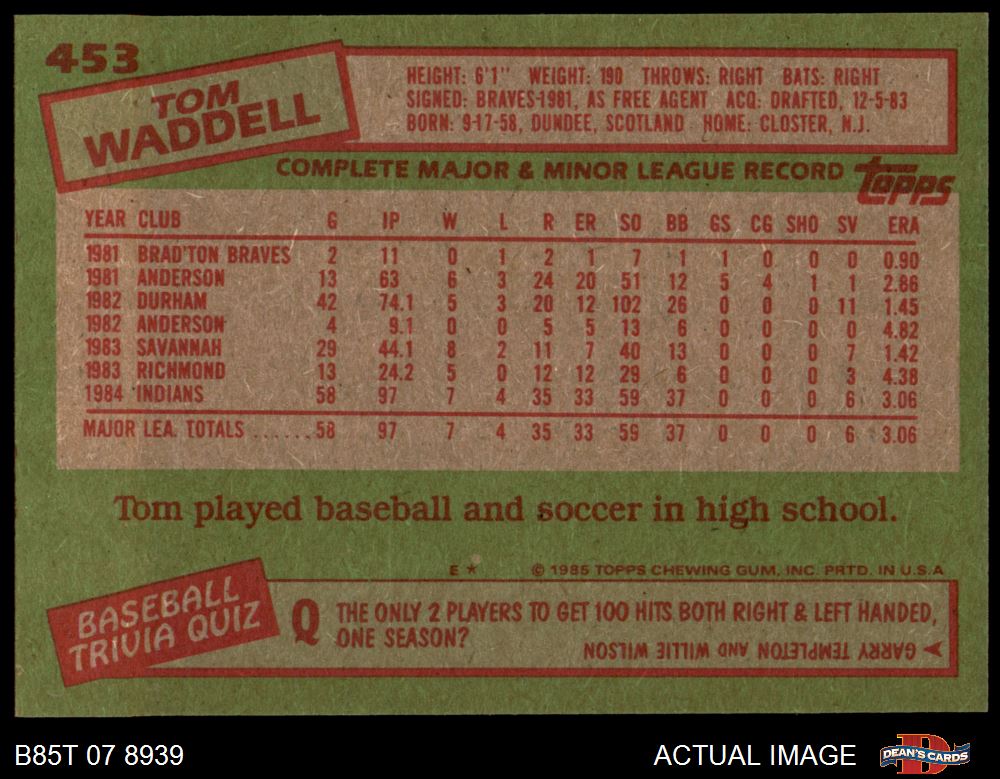 453
TOM
WADDELL
HEIGHT: 6'1" WEIGHT: 190 THROWS: RIGHT BATS: RIGHT
SIGNED: BRAVES-1981, AS FREE AGENT ACQ: DRAFTED, 12-5-83
BORN: 9-17-58, DUNDEE, SCOTLAND HOME: CLOSTER, N.J.
COMPLETE MAJOR & MINOR LEAGUE RECORD topps
YEAR CLUB G IP W L R ER SO BB GS CG SHO SV ERA
1981 BRAD'TON BRAVES 2 11 0 1 2 1 7 1 1 0 0 0 0.90
1981 ANDERSON 13 63 6 3 24 20 51 12 5 4 1 1 2.86
1982 DURHAM 42 74.1 5 3 20 12 102 26 0 0 0 11 1.45
1982 ANDERSON 4 9.1 0 0 5 5 13 6 0 0 0 0 4.82
1983 SAVANNAH 29 44.1 8 2 11 7 40 13 0 0 0 7 1.42
1983 RICHMOND 13 24.2 5 0 12 12 29 6 0 0 0 3 4.38
1984 INDIANS 58 97 7 4 35 33 59 37 0 0 0 6 3.06
MAJOR LEA. TOTALS ......58 97 7 4 35 33 59 37 0 0 0 6 3.06
Tom played baseball and soccer in high school.
E * © 1985 TOPPS CHEWING GUM, INC. PRTD. IN U.S.A
BASEBALL
TRIVIA QUIZ
Q THE ONLY 2 PLAYERS TO GET 100 HITS BOTH RIGHT & LEFT HANDED,
ONE SEASON?
GARRY TEMPLETON AND WILLIE WILSON
B85T 07 8939 ACTUAL IMAGE DEAN'S CARDS